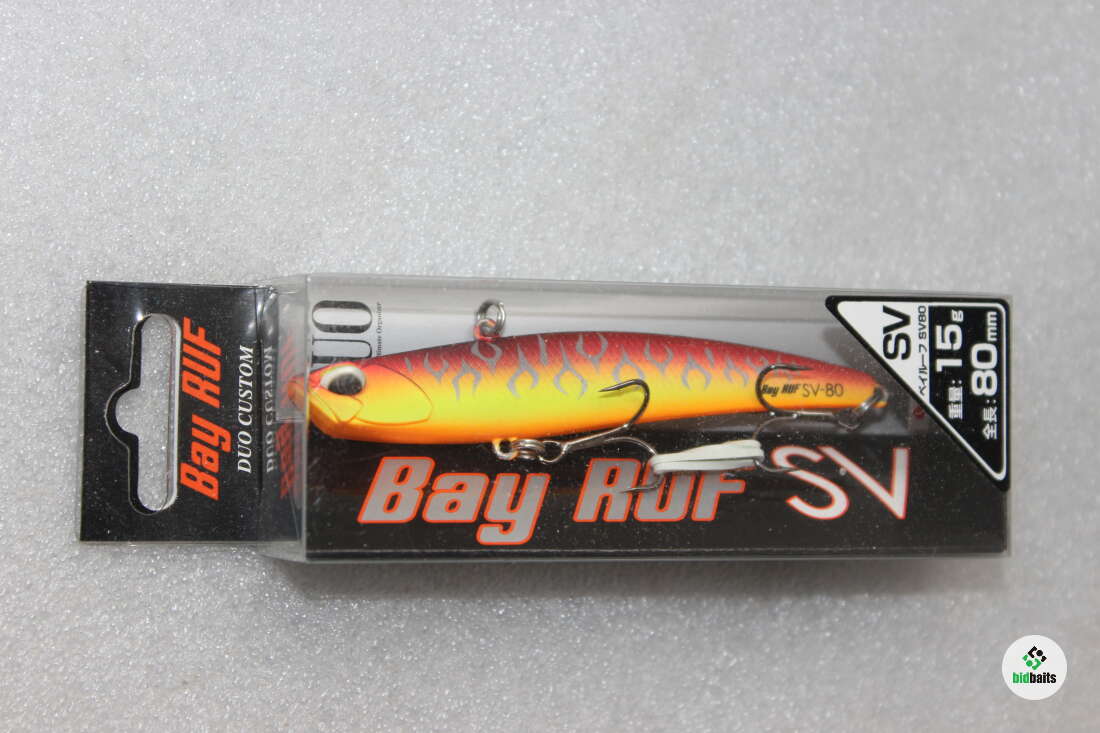 Bay RUF
DUO CUSTOM
UO
Bay RUF SV-80
Bay RUF SV
SV
ベイルーフ SV80
重量: 15g
全長: 80mm
bidbaits